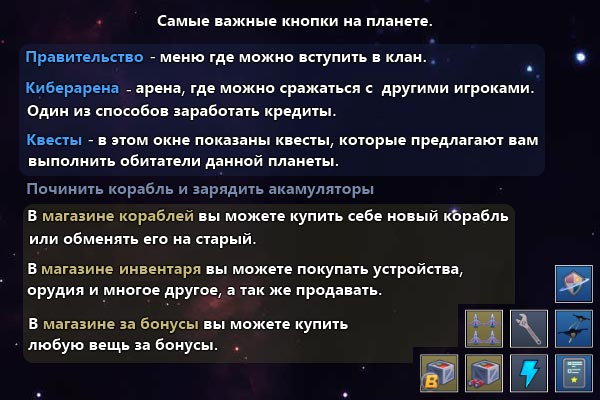 Самые важные кнопки на планете.
Правительство - меню где можно вступить в клан.
Киберарена - арена, где можно сражаться с другими игроками.
Один из способов заработать кредиты.
Квесты - в этом окне показаны квесты, которые предлагают вам
выполнить обитатели данной планеты.
Починить корабль и зарядить акамуляторы
В магазине кораблей вы можете купить себе новый корабль
или обменять его на старый.
В магазине инвентаря вы можете покупать устройства,
орудия и многое другое, а так же продавать.
В магазине за бонусы вы можете купить
любую вещь за бонусы.
B